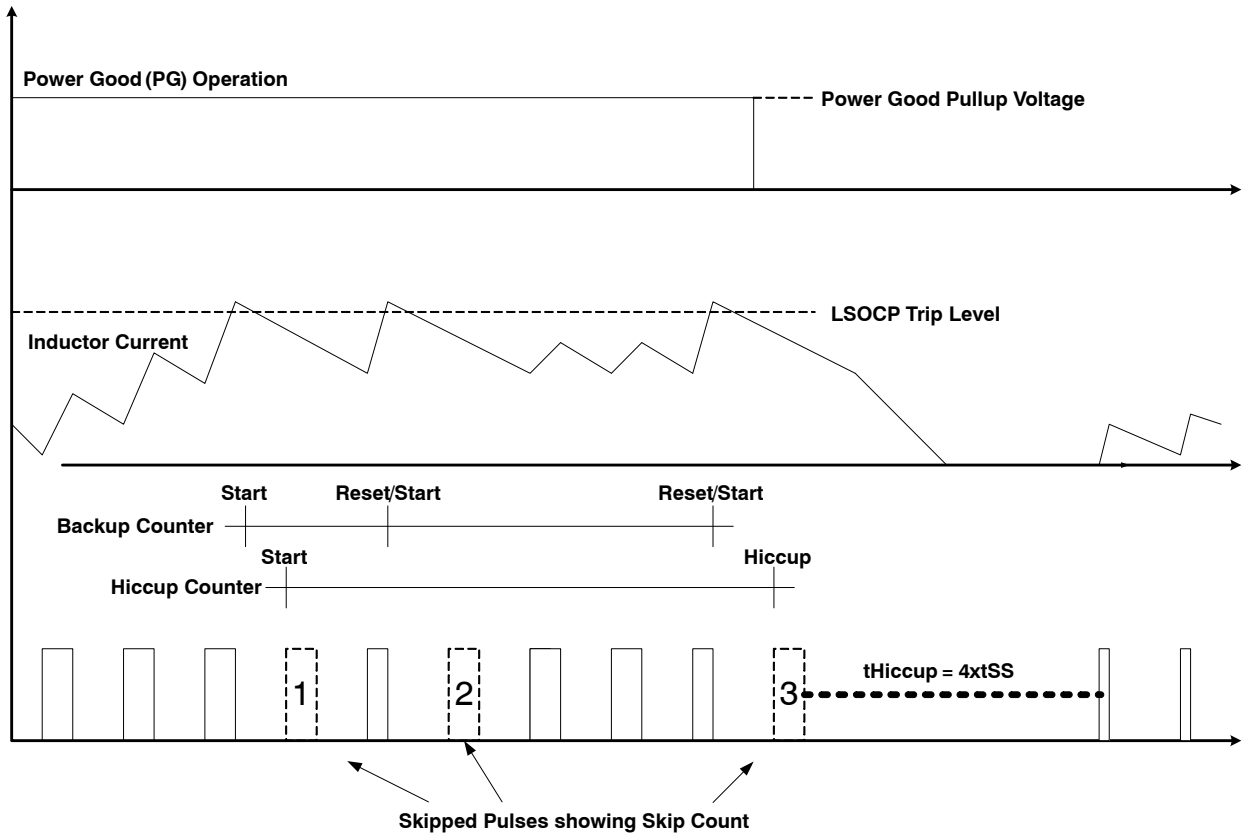 Power Good (PG) Operation
Power Good Pullup Voltage
LSOCP Trip Level
Inductor Current
Start
Reset/Start
Reset/Start
Backup Counter
Start
Hiccup
Hiccup Counter
1
2
3
tHiccup = 4xtSS
Skipped Pulses showing Skip Count